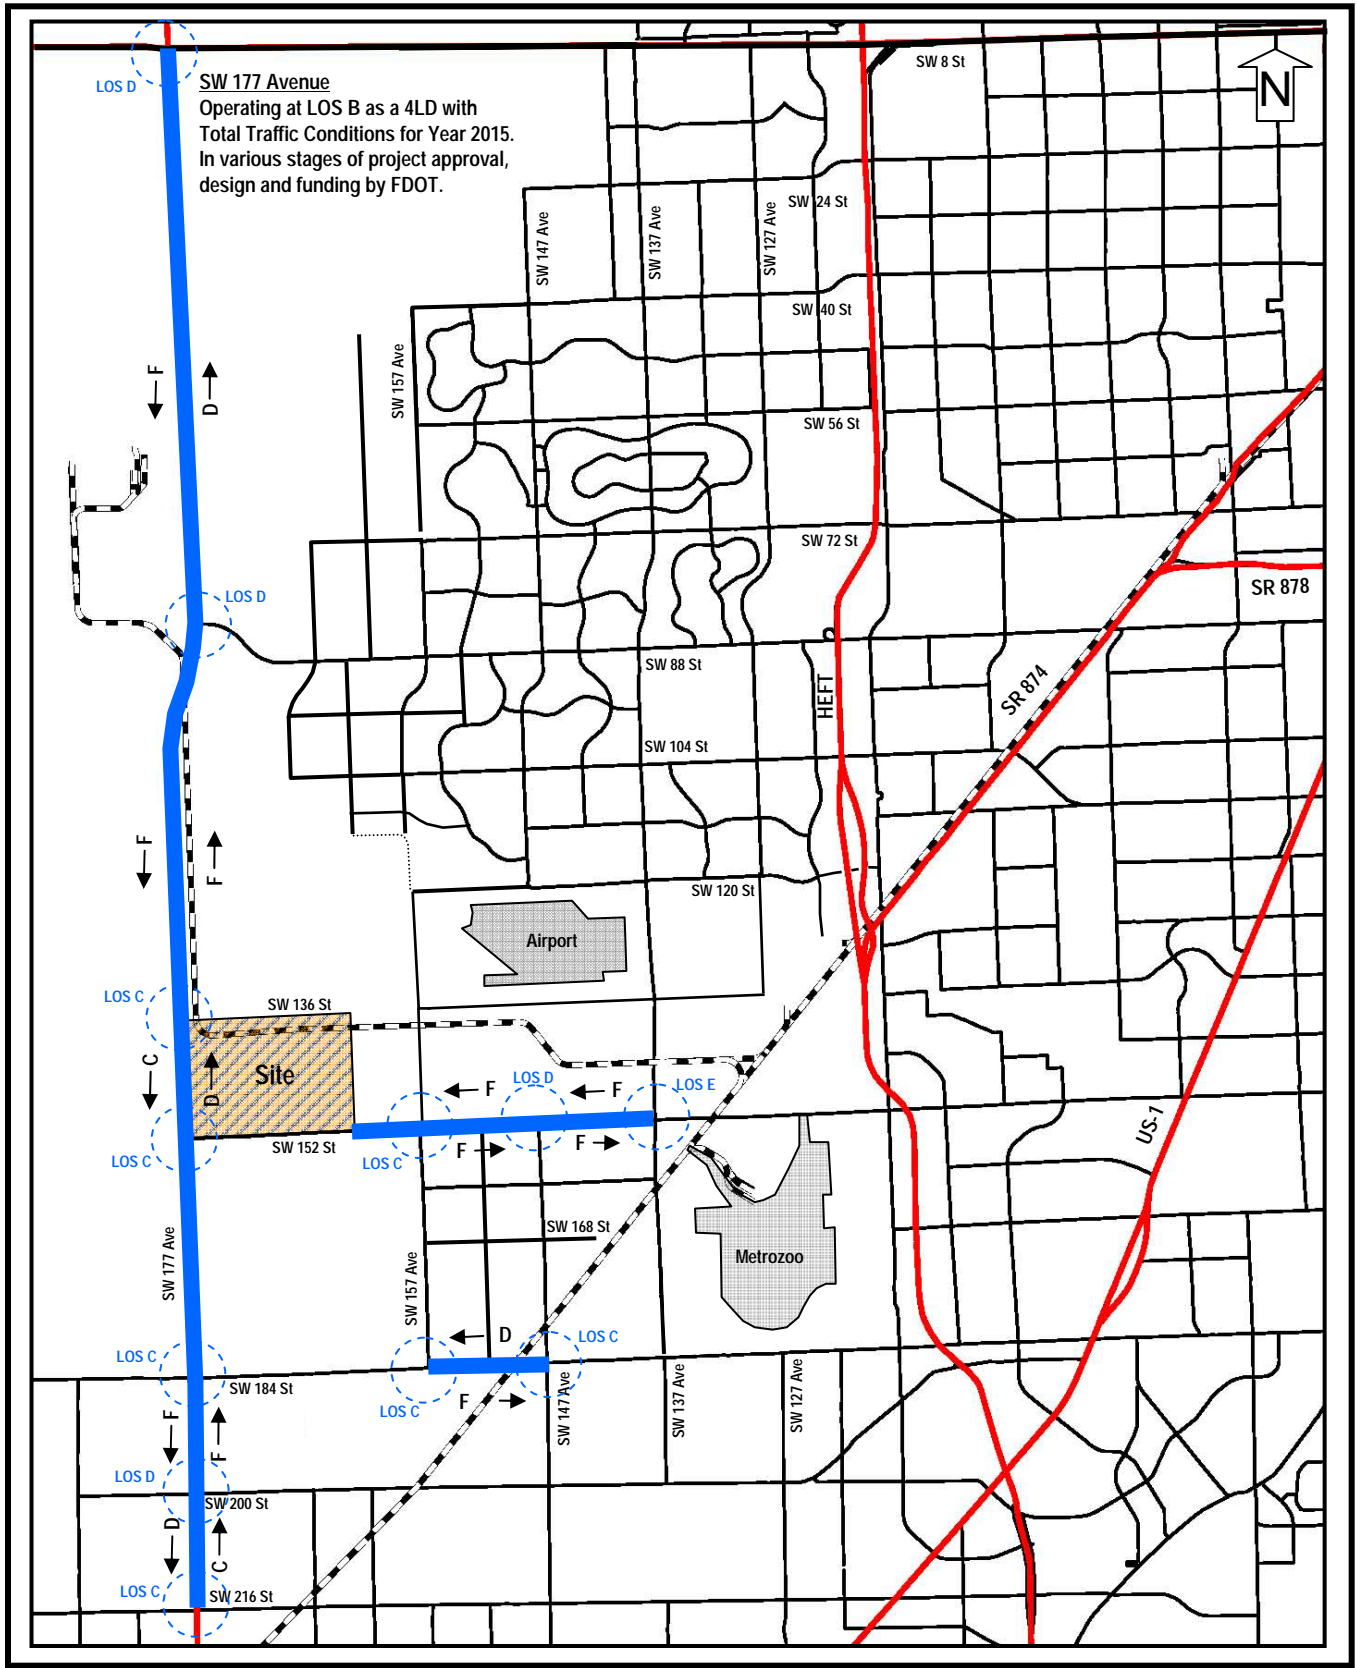 SW 8 St
N
LOS D
SW 177 Avenue
Operating at LOS B as a 4LD with
Total Traffic Conditions for Year 2015.
In various stages of project approval,
design and funding by FDOT.
SW 24 St
SW 147 Ave
SW 137 Ave
SW 127 Ave
SW 40 St
SW 157 Ave
F
D
SW 56 St
SW 72 St
SR 878
LOS D
SW 88 St
SR 874
HEFT
SW 104 St
F
F
SW 120 St
Airport
LOS C
SW 136 St
C
D
Site
F
LOS D
F
LOS E
US-1
SW 152 St
F
F
LOS C
LOS C
SW 168 St
SW 177 Ave
SW 157 Ave
Metrozoo
D
LOS C
LOS C
SW 184 St
LOS C
F
SW 147 Ave
SW 137 Ave
SW 127 Ave
F
F
LOS D
SW 200 St
D
C
LOS C
SW 216 St